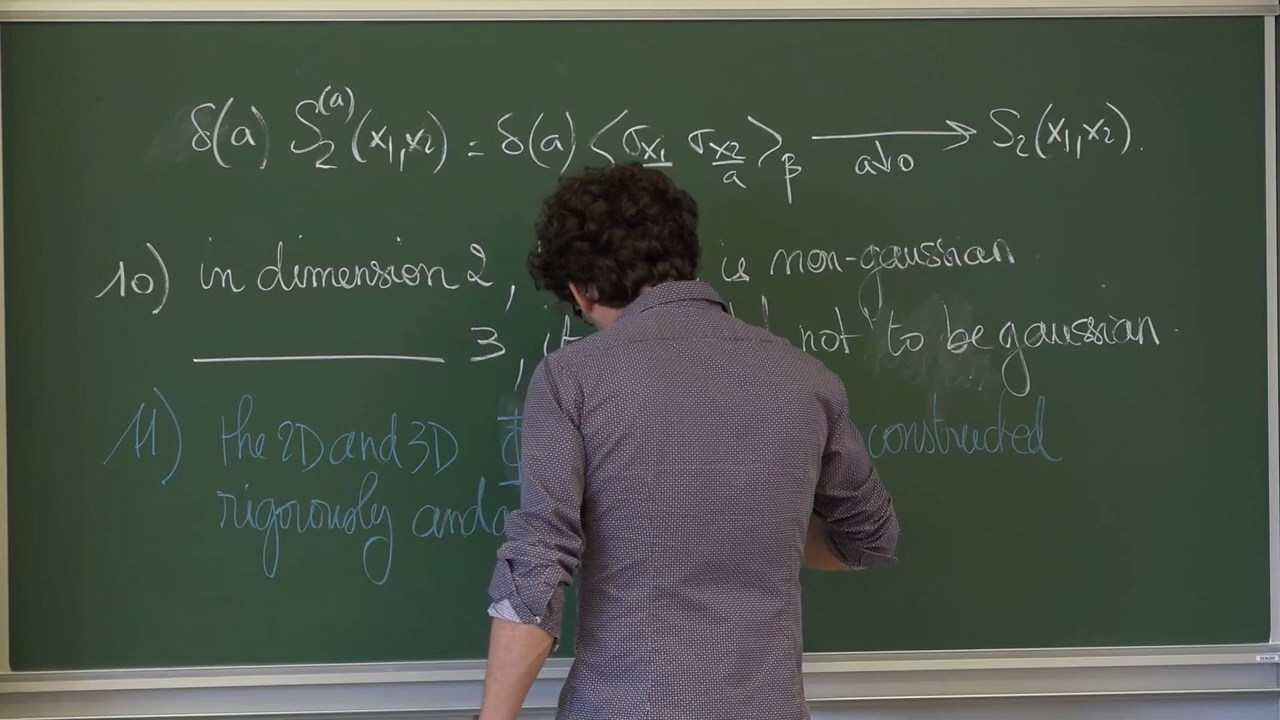 δ(a) S₂⁽ᵃ⁾(x₁,x₂) = δ(a) <σ_x₁ σ_x₂/a >_β ⟶ a↓0 S₂(x₁,x₂).
10) in dimension 2, is non-gaussian.
———— 3, not to be gaussian.
11) the 2D and 3D constructed
rigorously and